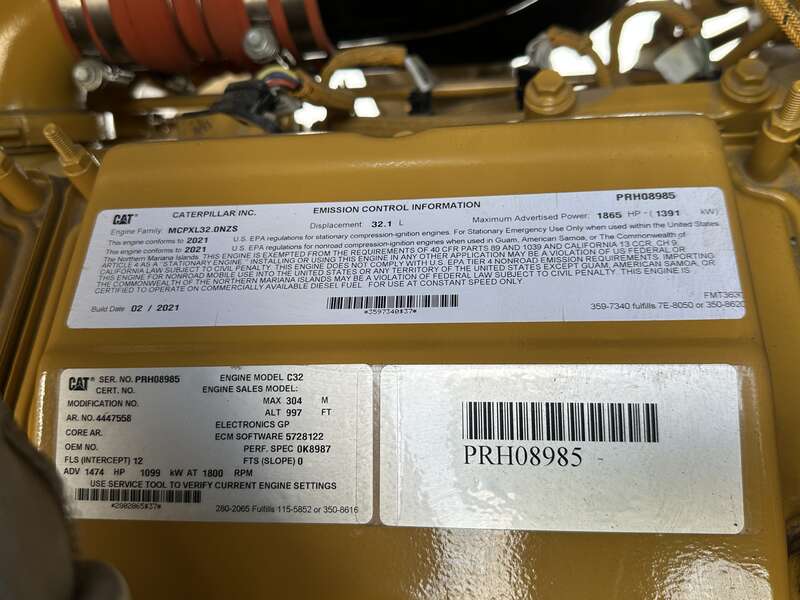 CAT® CATERPILLAR INC. EMISSION CONTROL INFORMATION PRH08985
Engine Family: MCPXL32.0NZS Displacement: 32.1 L Maximum Advertised Power: 1865 HP - ( 1391 kW)
This engine conforms to 2021 U.S. EPA regulations for stationary compression-ignition engines. For Stationary Emergency Use Only when used within the United States
This engine conforms to 2021 U.S. EPA regulations for nonroad compression-ignition engines when used in Guam, American Samoa, or The Commonwealth of
The Northern Mariana Islands. THIS ENGINE IS EXEMPTED FROM THE REQUIREMENTS OF 40 CFR PARTS 89 AND 1039 AND CALIFORNIA 13 CCR, CH 9,
ARTICLE 4 AS A "STATIONARY ENGINE." INSTALLING OR USING THIS ENGINE IN ANY OTHER APPLICATION MAY BE A VIOLATION OF US FEDERAL OR
CALIFORNIA LAW SUBJECT TO CIVIL PENALTY. THIS ENGINE DOES NOT COMPLY WITH U.S. EPA TIER 4 NONROAD EMISSION REQUIREMENTS. IMPORTING
THIS ENGINE FOR NONROAD MOBILE USE INTO THE UNITED STATES OR ANY TERRITORY OF THE UNITED STATES EXCEPT GUAM, AMERICAN SAMOA, OR
THE COMMONWEALTH OF THE NORTHERN MARIANA ISLANDS MAY BE A VIOLATION OF FEDERAL LAW SUBJECT TO CIVIL PENALTY. THIS ENGINE IS
CERTIFIED TO OPERATE ON COMMERCIALLY AVAILABLE DIESEL FUEL. FOR USE AT CONSTANT SPEED ONLY
Build Date 02 / 2021
*3597340#37*
359-7340 fulfills 7E-8050 or 350-8620
CAT® SER. NO. PRH08985 ENGINE MODEL C32
CERT. NO. ENGINE SALES MODEL:
MODIFICATION NO. MAX 304 M
AR. NO. 4447558 ALT 997 FT
CORE AR. ELECTRONICS GP
OEM NO. ECM SOFTWARE 5728122
FLS (INTERCEPT) 12 PERF. SPEC 0K8987
FTS (SLOPE) 0
ADV 1474 HP 1099 kW AT 1800 RPM
USE SERVICE TOOL TO VERIFY CURRENT ENGINE SETTINGS
*2802065#37*
280-2065 Fulfills 115-5852 or 350-8616
PRH08985